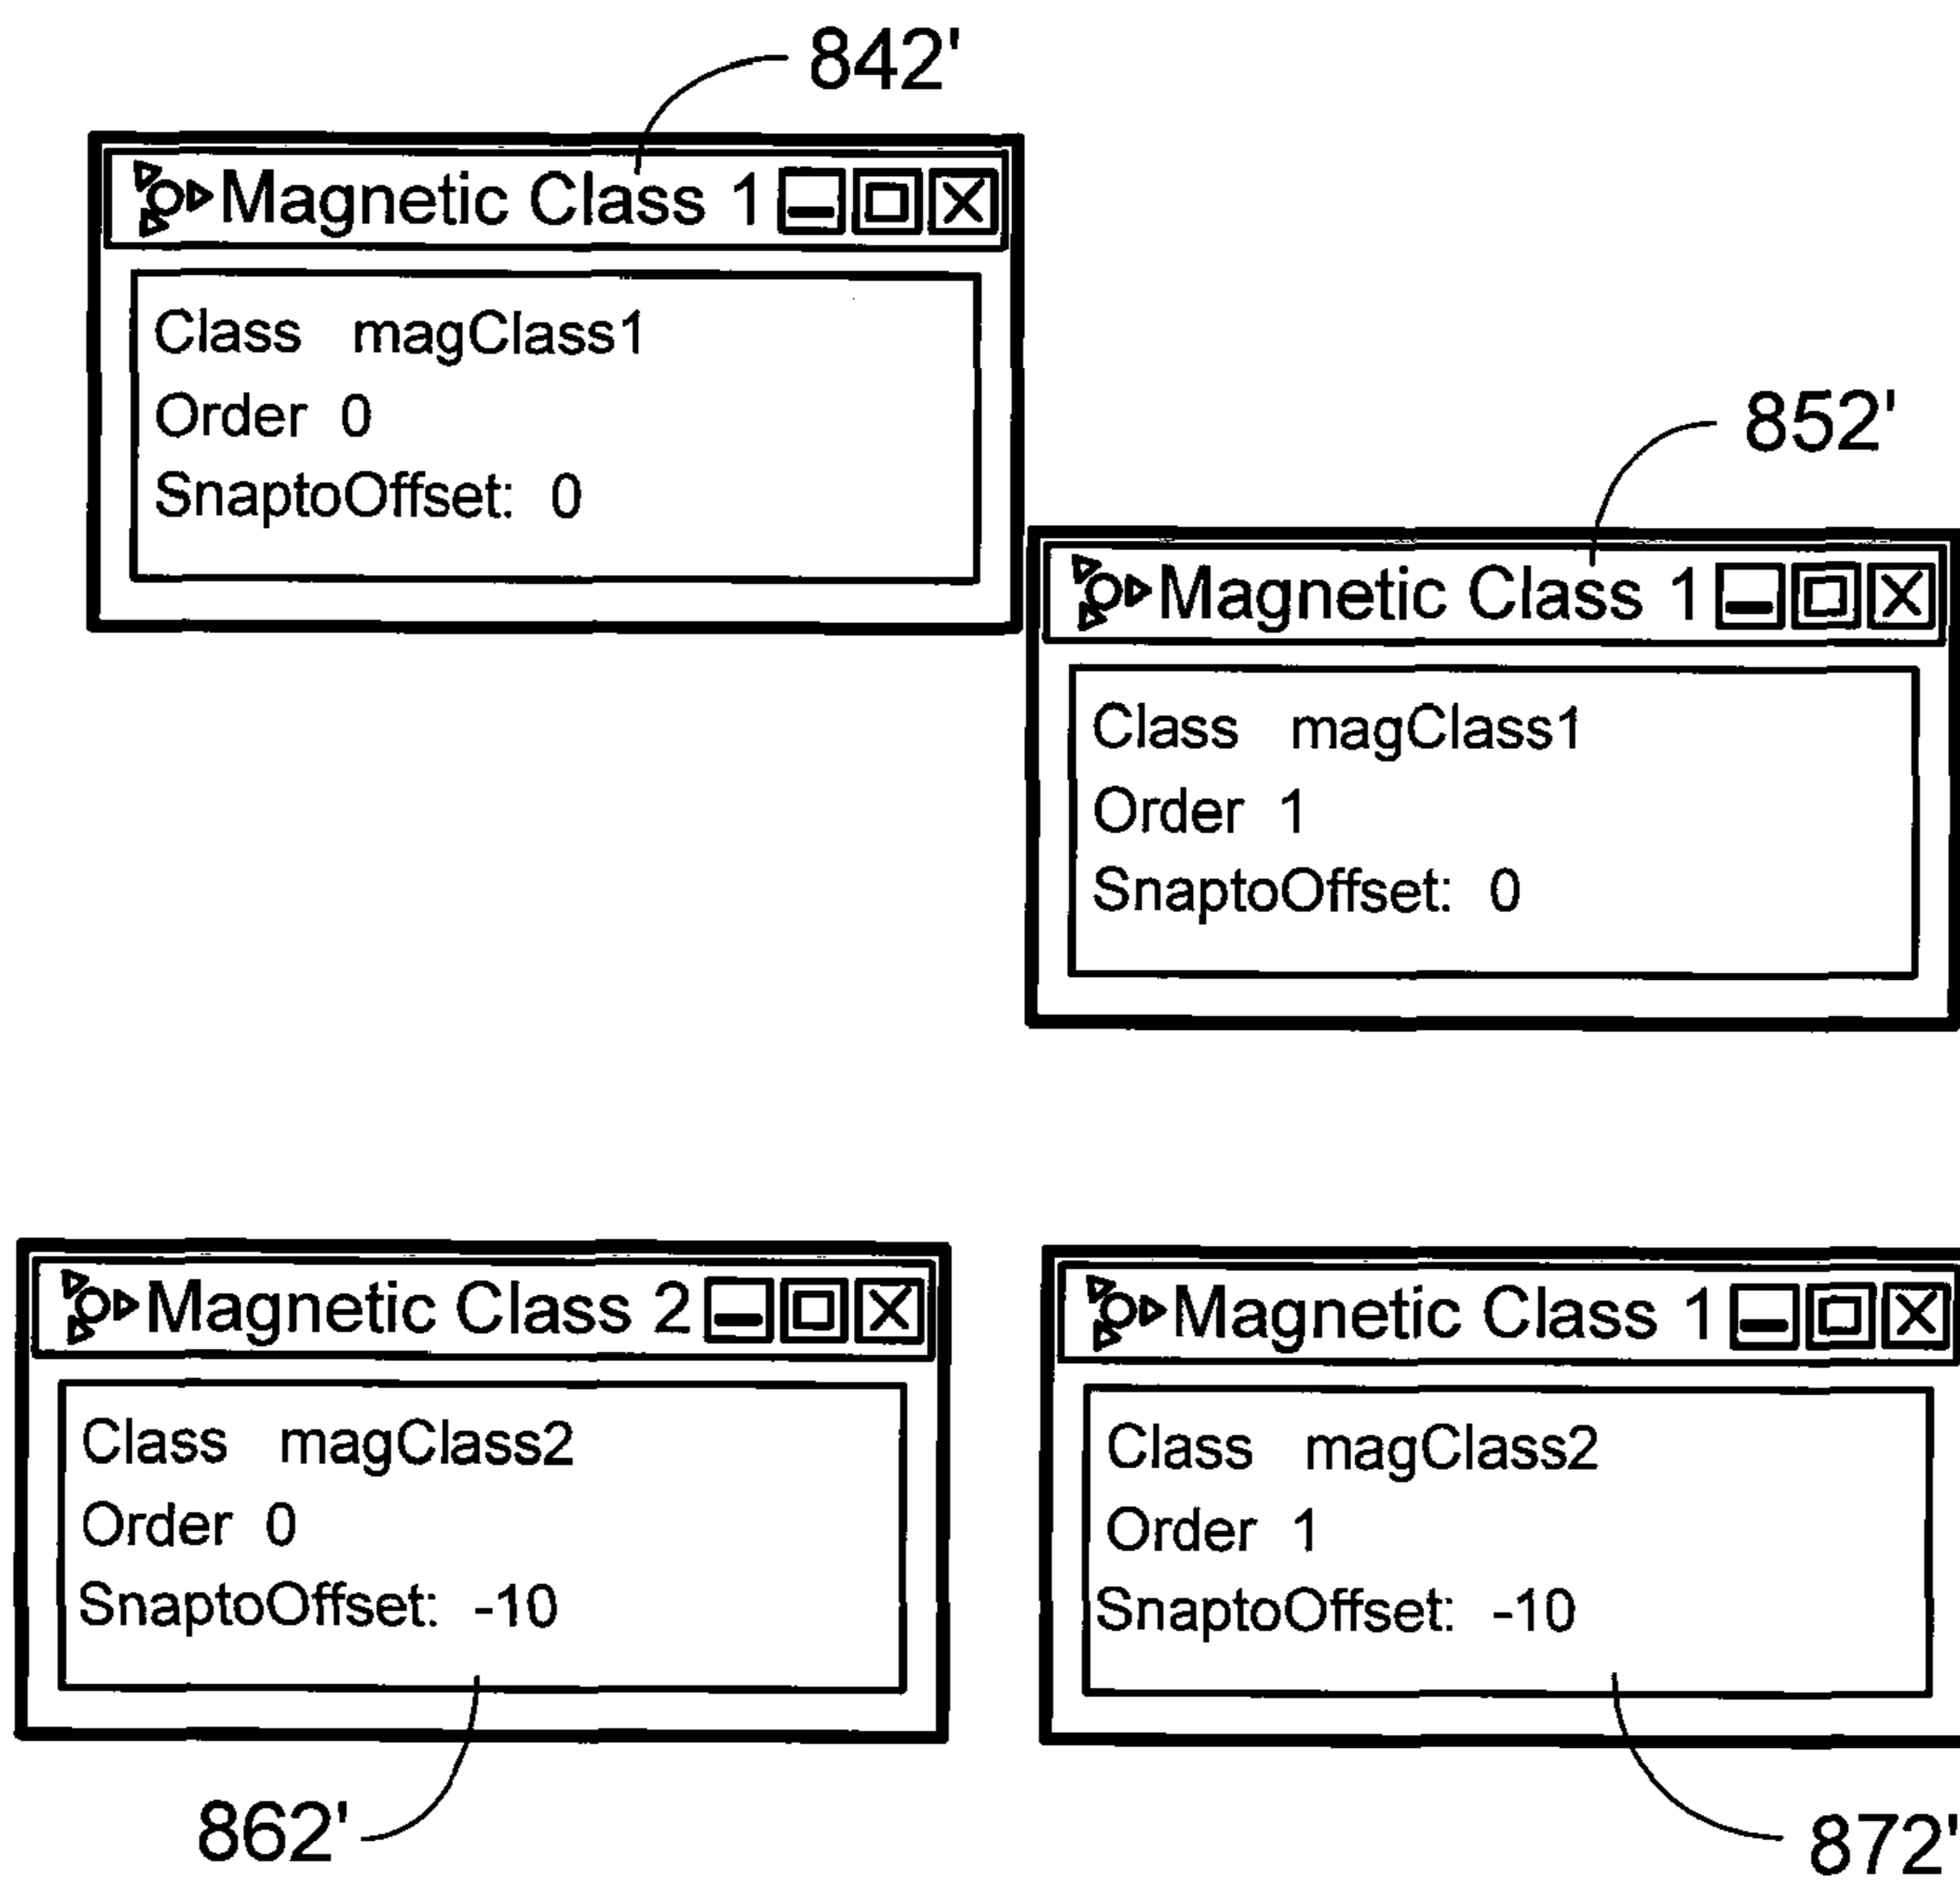 842'
Magnetic Class 1
Class magClass1
Order 0
SnaptoOffset: 0
852'
Magnetic Class 1
Class magClass1
Order 1
SnaptoOffset: 0
Magnetic Class 2
Class magClass2
Order 0
SnaptoOffset: -10
862'
Magnetic Class 1
Class magClass2
Order 1
SnaptoOffset: -10
872'